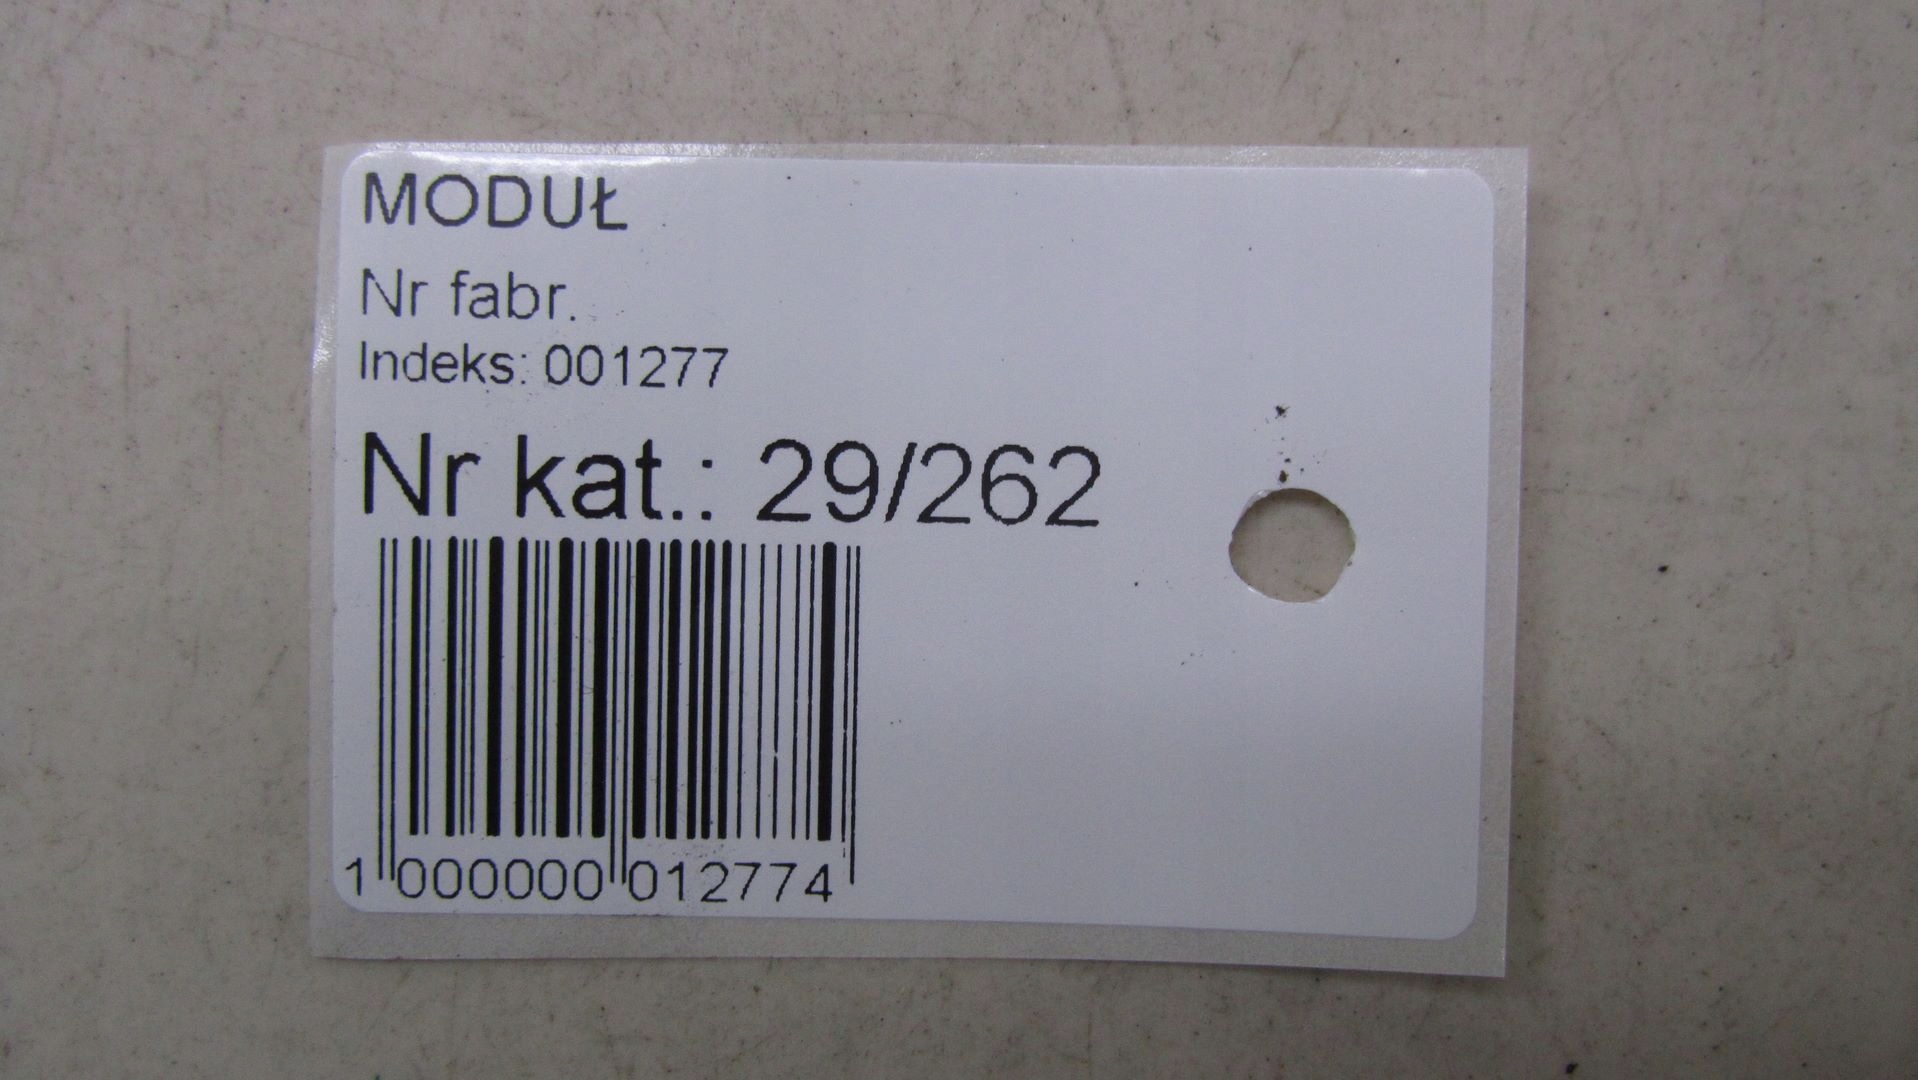 MODUŁ
Nr fabr.
Indeks: 001277
Nr kat.: 29/262
1 000000 012774